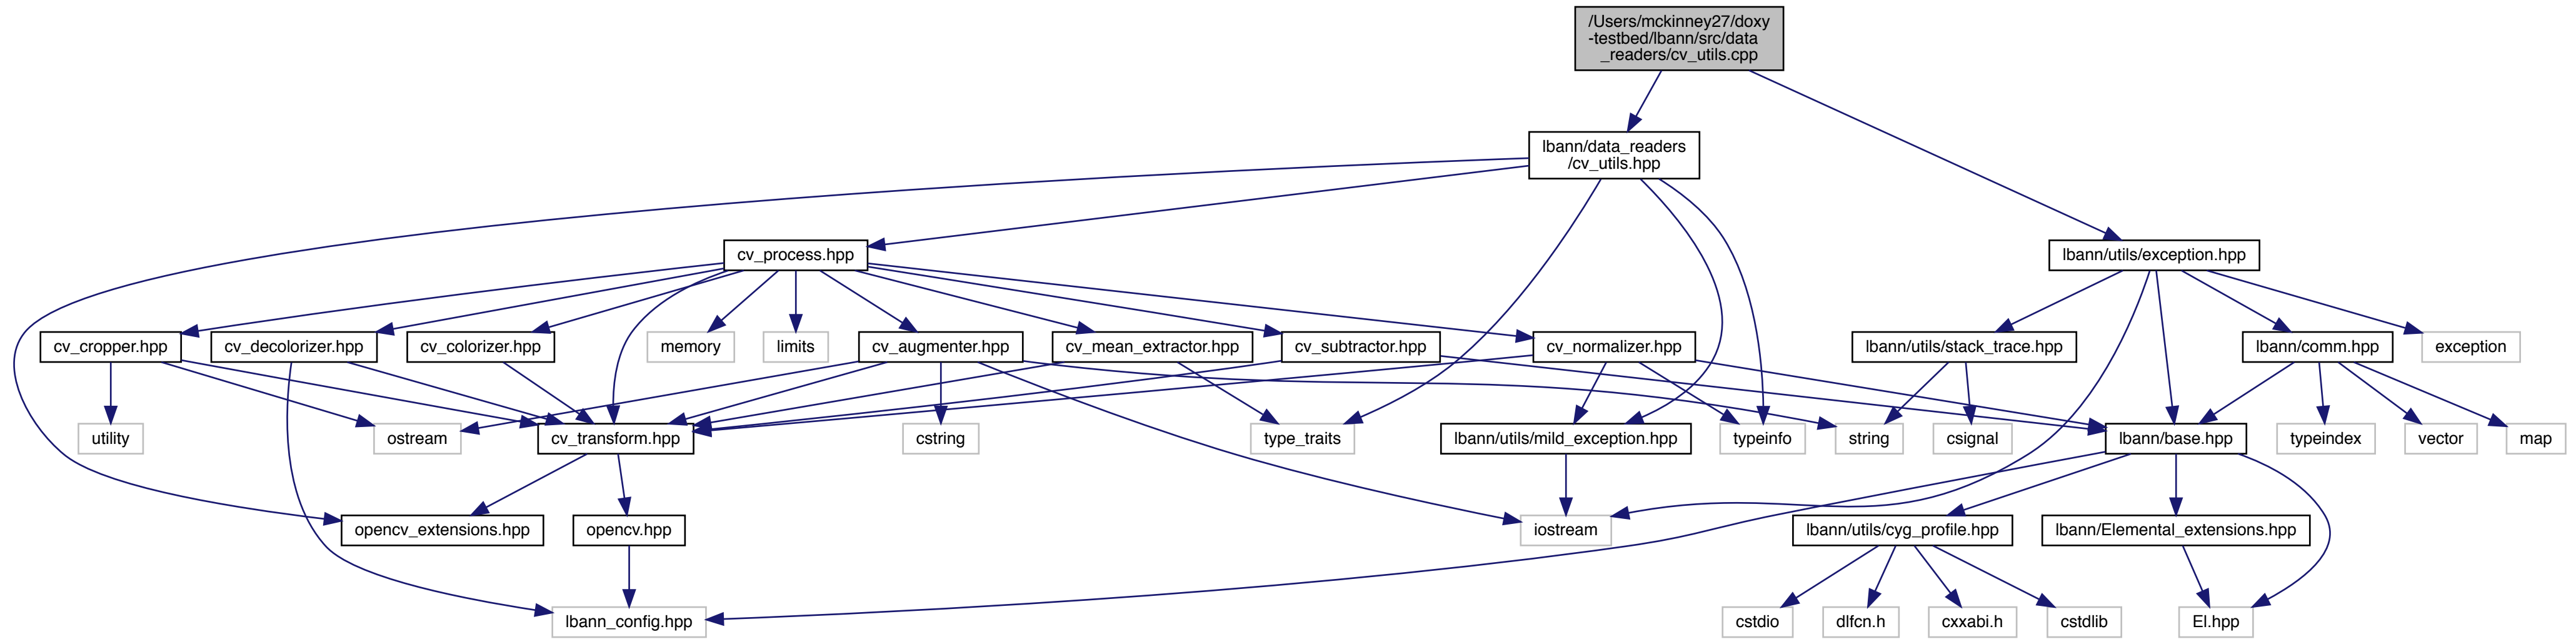 /Users/mckinney27/doxy
-testbed/lbann/src/data
_readers/cv_utils.cpp
lbann/data_readers
/cv_utils.hpp
cv_process.hpp
lbann/utils/exception.hpp
cv_cropper.hpp
cv_decolorizer.hpp
cv_colorizer.hpp
memory
limits
cv_augmenter.hpp
cv_mean_extractor.hpp
cv_subtractor.hpp
cv_normalizer.hpp
lbann/utils/stack_trace.hpp
lbann/comm.hpp
exception
utility
ostream
cv_transform.hpp
cstring
type_traits
lbann/utils/mild_exception.hpp
typeinfo
string
csignal
lbann/base.hpp
typeindex
vector
map
opencv_extensions.hpp
opencv.hpp
iostream
lbann/utils/cyg_profile.hpp
lbann/Elemental_extensions.hpp
lbann_config.hpp
cstdio
dlfcn.h
cxxabi.h
cstdlib
El.hpp